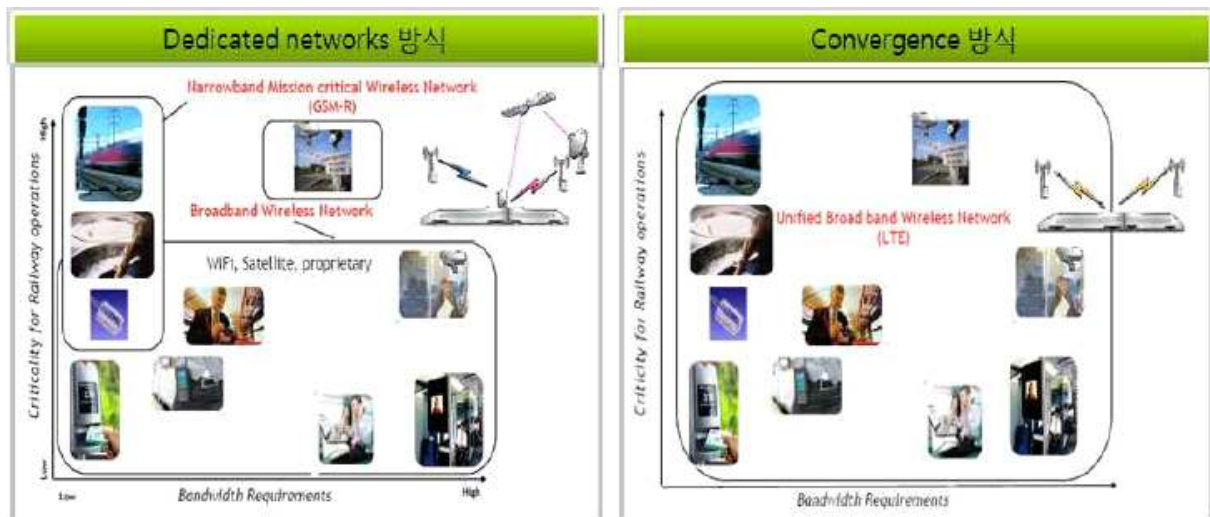 Dedicated networks 방식
Narrowband Mission critical Wireless Network
(GSM-R)
Broadband Wireless Network
WiFi, Satellite, proprietary
High
Criticality for Railway operations
Low
Low
Bandwidth Requirements
High
Convergence 방식
Unified Broad band Wireless Network
(LTE)
Criticity for Railway operations
Bandwidth Requirements